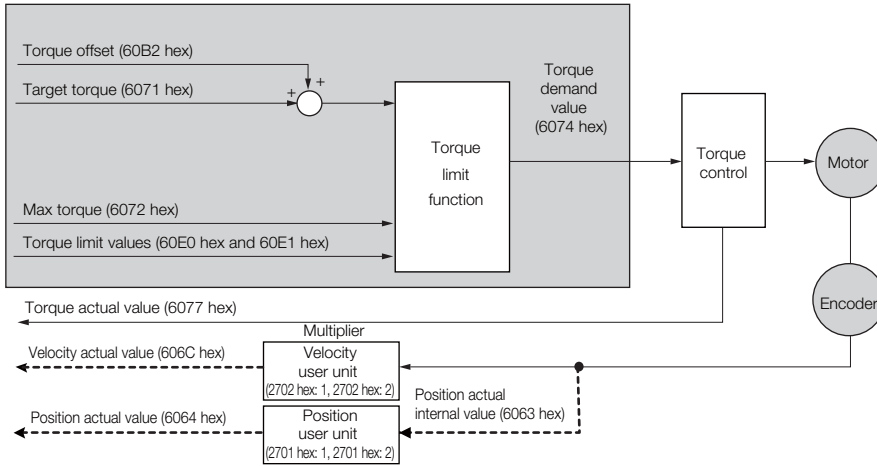 Torque offset (60B2 hex)
+
Target torque (6071 hex)
+
Torque
demand
value
(6074 hex)
Torque
limit
function
Torque
control
Motor
Max torque (6072 hex)
Torque limit values (60E0 hex and 60E1 hex)
Encoder
Torque actual value (6077 hex)
Multiplier
Velocity actual value (606C hex)
Velocity
user unit
(2702 hex: 1, 2702 hex: 2)
Position actual
internal value (6063 hex)
Position actual value (6064 hex)
Position
user unit
(2701 hex: 1, 2701 hex: 2)